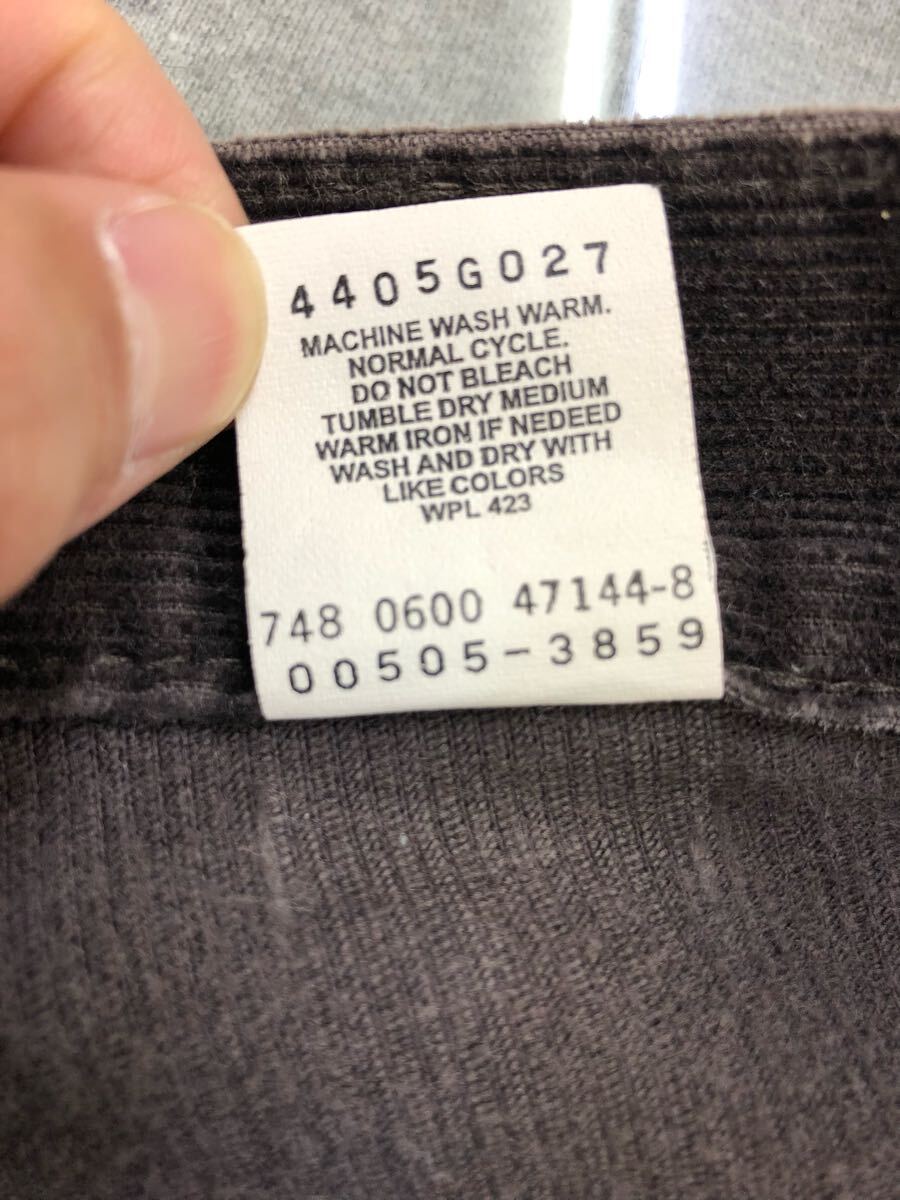 4405G027
MACHINE WASH WARM.
NORMAL CYCLE.
DO NOT BLEACH
TUMBLE DRY MEDIUM
WARM IRON IF NEDEED
WASH AND DRY WITH
LIKE COLORS
WPL 423
748 0600 47144-8
00505-3859